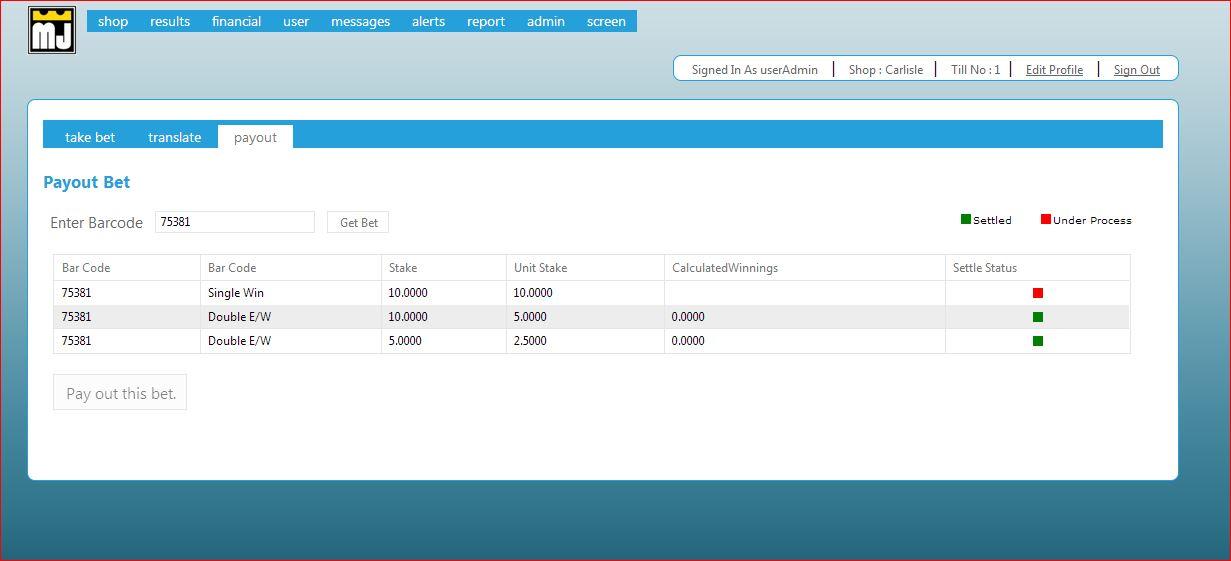 MJ
shop results financial user messages alerts report admin screen
Signed In As userAdmin | Shop : Carlisle | Till No : 1 | Edit Profile | Sign Out
take bet translate payout
Payout Bet
Enter Barcode 75381 Get Bet Settled Under Process
Bar Code Bar Code Stake Unit Stake CalculatedWinnings Settle Status
75381 Single Win 10.0000 10.0000
75381 Double E/W 10.0000 5.0000 0.0000
75381 Double E/W 5.0000 2.5000 0.0000
Pay out this bet.